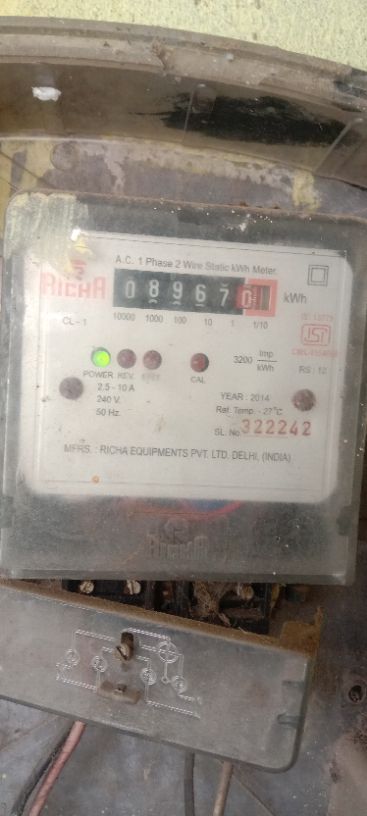 A.C. 1 Phase 2 Wire Static kWh Meter.
RICHA
089670 kWh
CL - 1 10000 1000 100 10 1 1/10
ISI
POWER REV. CAL 3200 Imp/kWh RS : 12
2.5 - 10 A
240 V.
50 Hz.
YEAR : 2014
Ref. Temp. - 27°C
SL. No. 322242
MFRS. : RICHA EQUIPMENTS PVT. LTD. DELHI, (INDIA)
RICHA